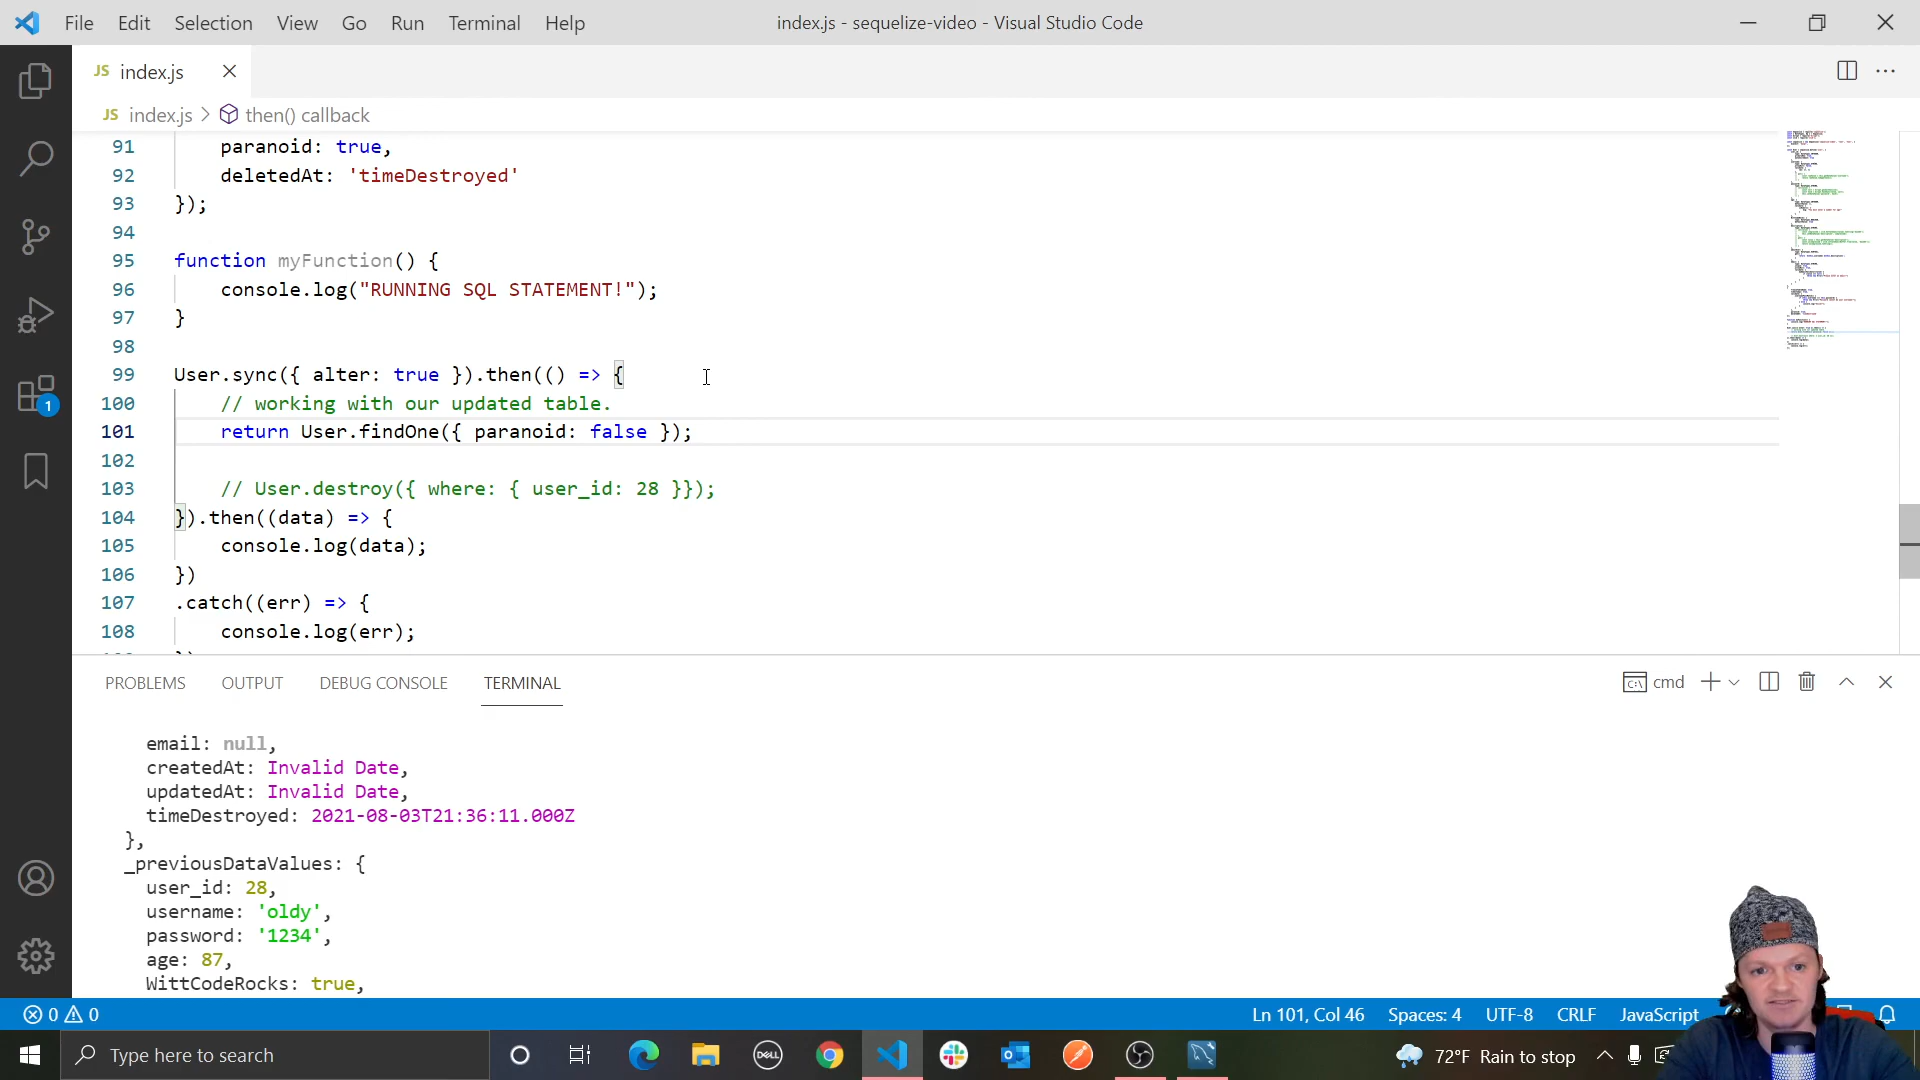 File Edit Selection View Go Run Terminal Help index.js - sequelize-video - Visual Studio Code
JS index.js
JS index.js > then() callback
91 paranoid: true,
92 deletedAt: 'timeDestroyed'
93 });
94
95 function myFunction() {
96 console.log("RUNNING SQL STATEMENT!");
97 }
98
99 User.sync({ alter: true }).then(() => {
100 // working with our updated table.
101 return User.findOne({ paranoid: false });
102
103 // User.destroy({ where: { user_id: 28 }});
104 }).then((data) => {
105 console.log(data);
106 })
107 .catch((err) => {
108 console.log(err);
1
PROBLEMS OUTPUT DEBUG CONSOLE TERMINAL cmd
email: null,
createdAt: Invalid Date,
updatedAt: Invalid Date,
timeDestroyed: 2021-08-03T21:36:11.000Z
},
_previousDataValues: {
user_id: 28,
username: 'oldy',
password: '1234',
age: 87,
WittCodeRocks: true,
0 0 Ln 101, Col 46 Spaces: 4 UTF-8 CRLF JavaScript
Type here to search DELL 72°F Rain to stop